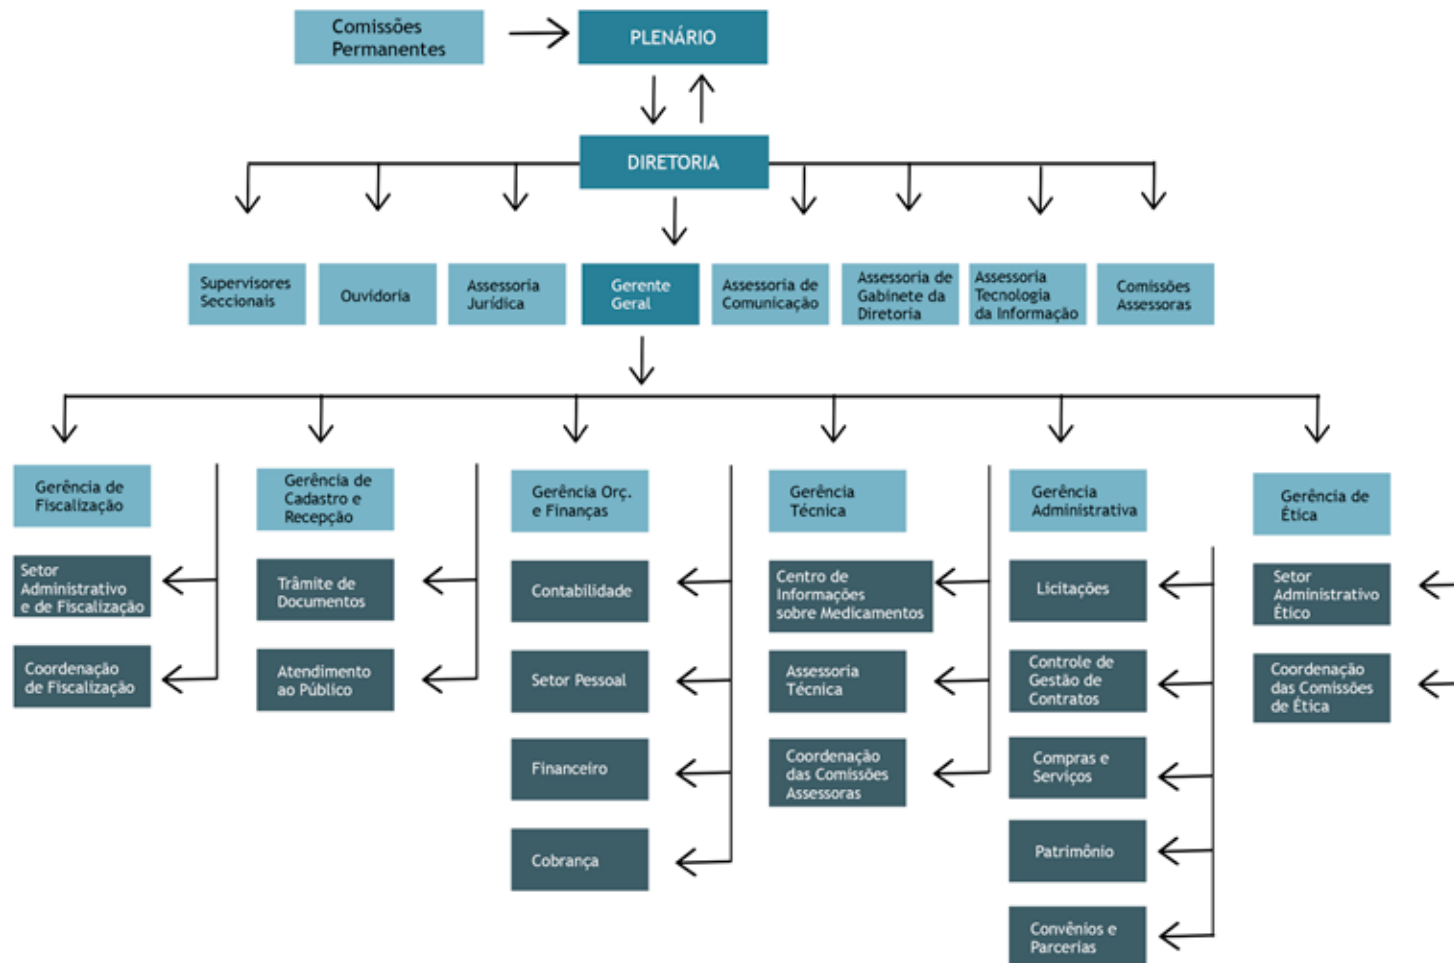 Comissões
Permanentes
PLENÁRIO
DIRETORIA
Supervisores
Seccionais
Ouvidoria
Assessoria
Jurídica
Gerente
Geral
Assessoria de
Comunicação
Assessoria de
Gabinete da
Diretoria
Assessoria
Tecnologia
da Informação
Comissões
Assessoras
Gerência de
Fiscalização
Setor
Administrativo
e de Fiscalização
Coordenação
de Fiscalização
Gerência de
Cadastro e
Recepção
Trâmite de
Documentos
Atendimento
ao Público
Gerência Orç.
e Finanças
Contabilidade
Setor Pessoal
Financeiro
Cobrança
Gerência
Técnica
Centro de
Informações
sobre Medicamentos
Assessoria
Técnica
Coordenação
das Comissões
Assessoras
Gerência
Administrativa
Licitações
Controle de
Gestão de
Contratos
Compras e
Serviços
Patrimônio
Convênios e
Parcerias
Gerência de
Ética
Setor
Administrativo
Ético
Coordenação
das Comissões
de Ética